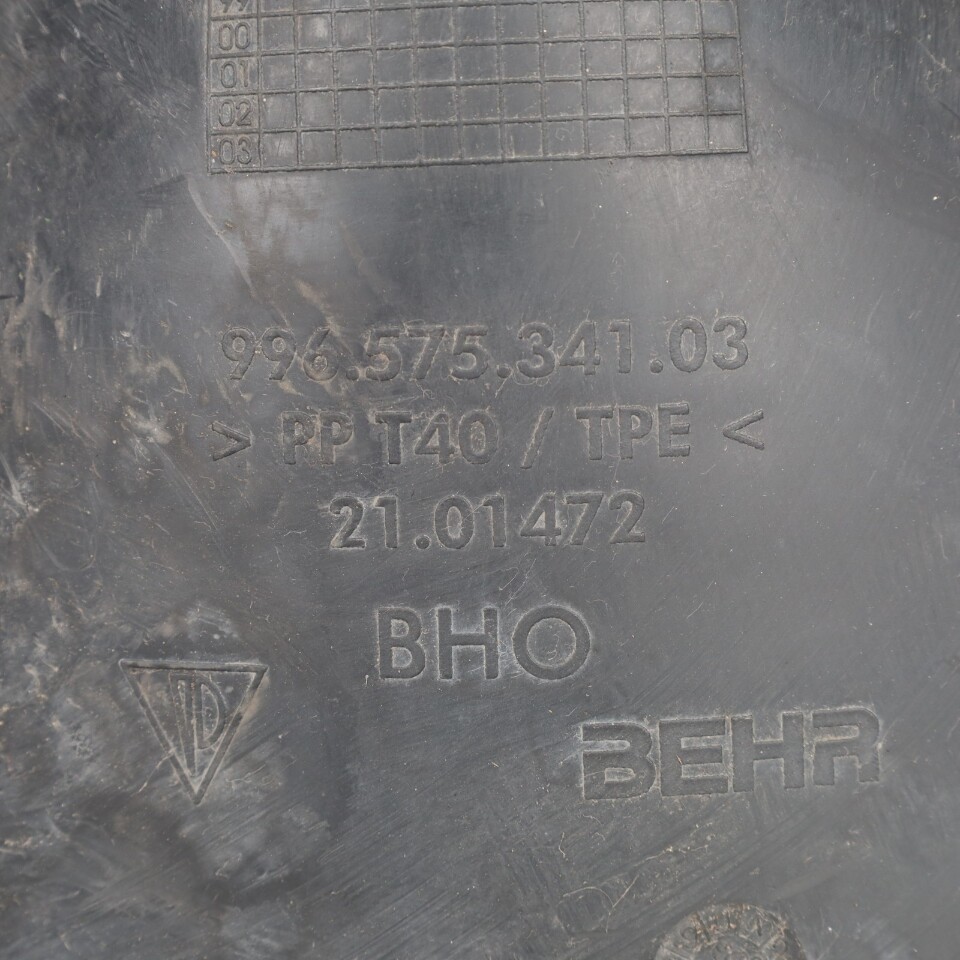 00
01
02
03
996.575.341.03
> PP T40 / TPE <
21.01472
BHO
BEHR